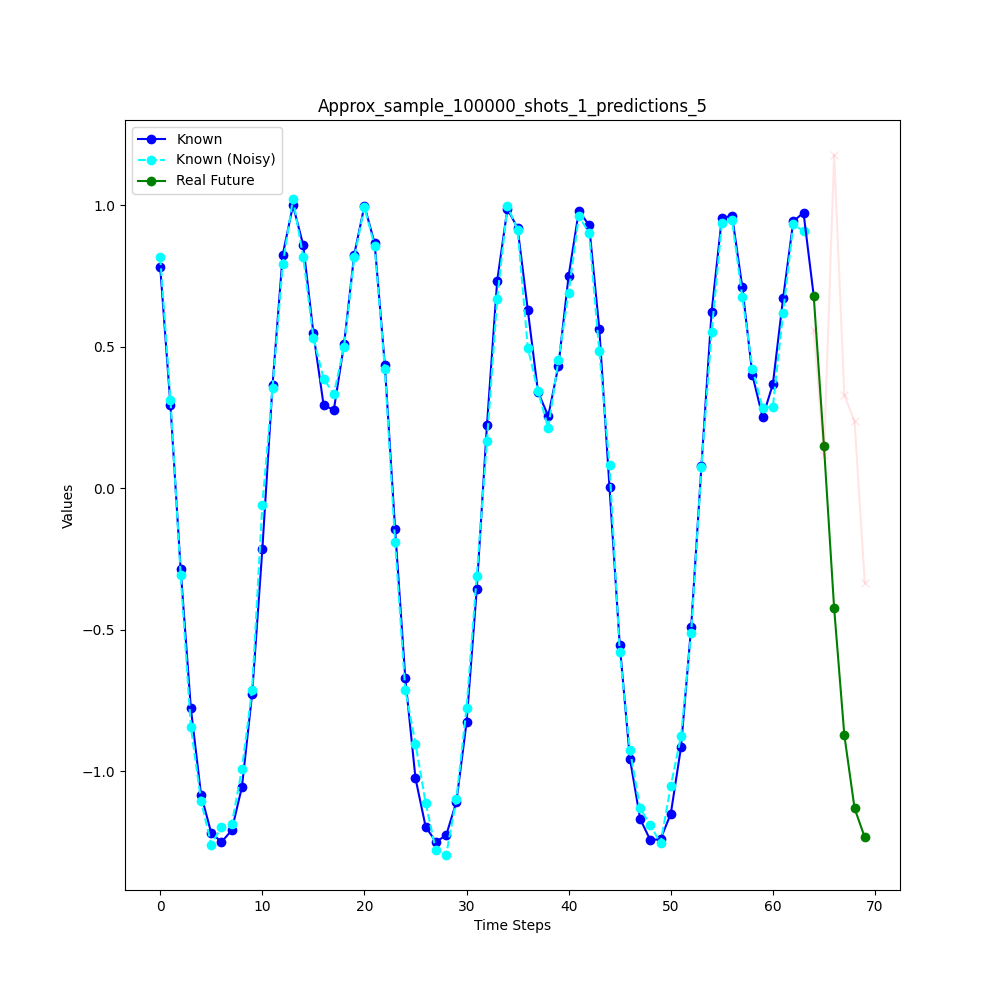 Approx_sample_100000_shots_1_predictions_5
Known
Known (Noisy)
Real Future
1.0
0.5
0.0
−0.5
−1.0
Values
0 10 20 30 40 50 60 70
Time Steps